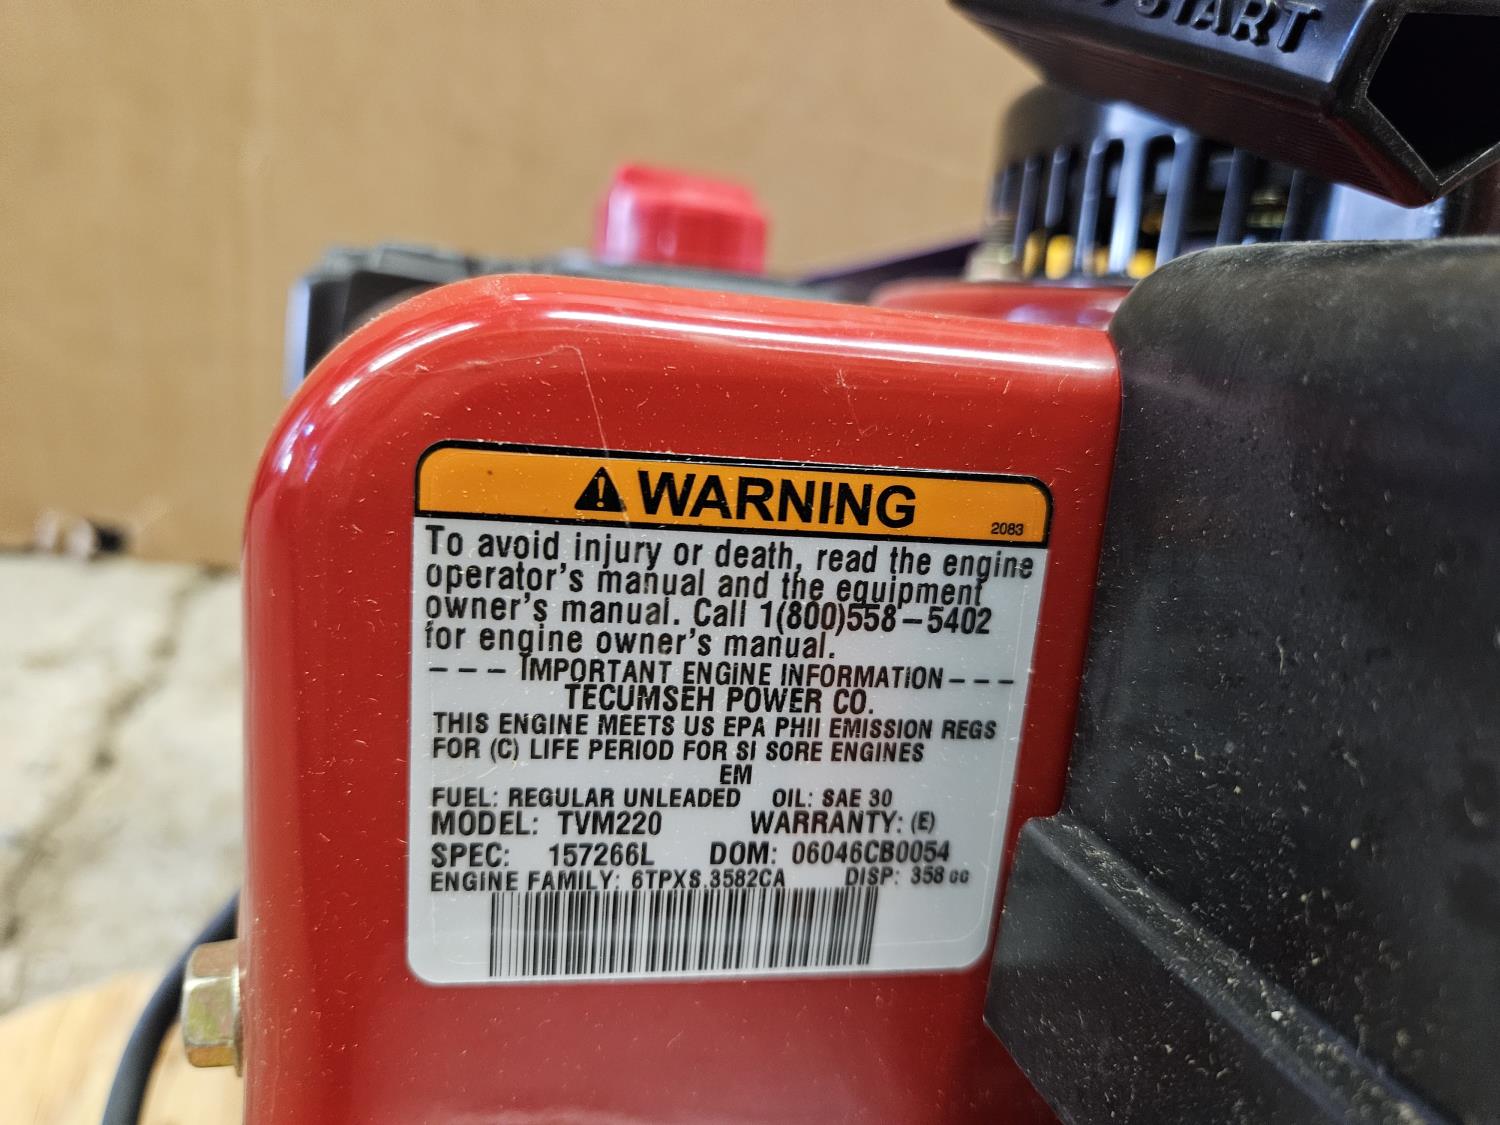 START
WARNING
2083
To avoid injury or death, read the engine
operator's manual and the equipment
owner's manual. Call 1(800)558-5402
for engine owner's manual.
--- IMPORTANT ENGINE INFORMATION ---
TECUMSEH POWER CO.
THIS ENGINE MEETS US EPA PHII EMISSION REGS
FOR (C) LIFE PERIOD FOR SI SORE ENGINES
EM
FUEL: REGULAR UNLEADED OIL: SAE 30
MODEL: TVM220 WARRANTY: (E)
SPEC: 157266L DOM: 06046CB0054
ENGINE FAMILY: 6TPXS.3582CA DISP: 358 cc